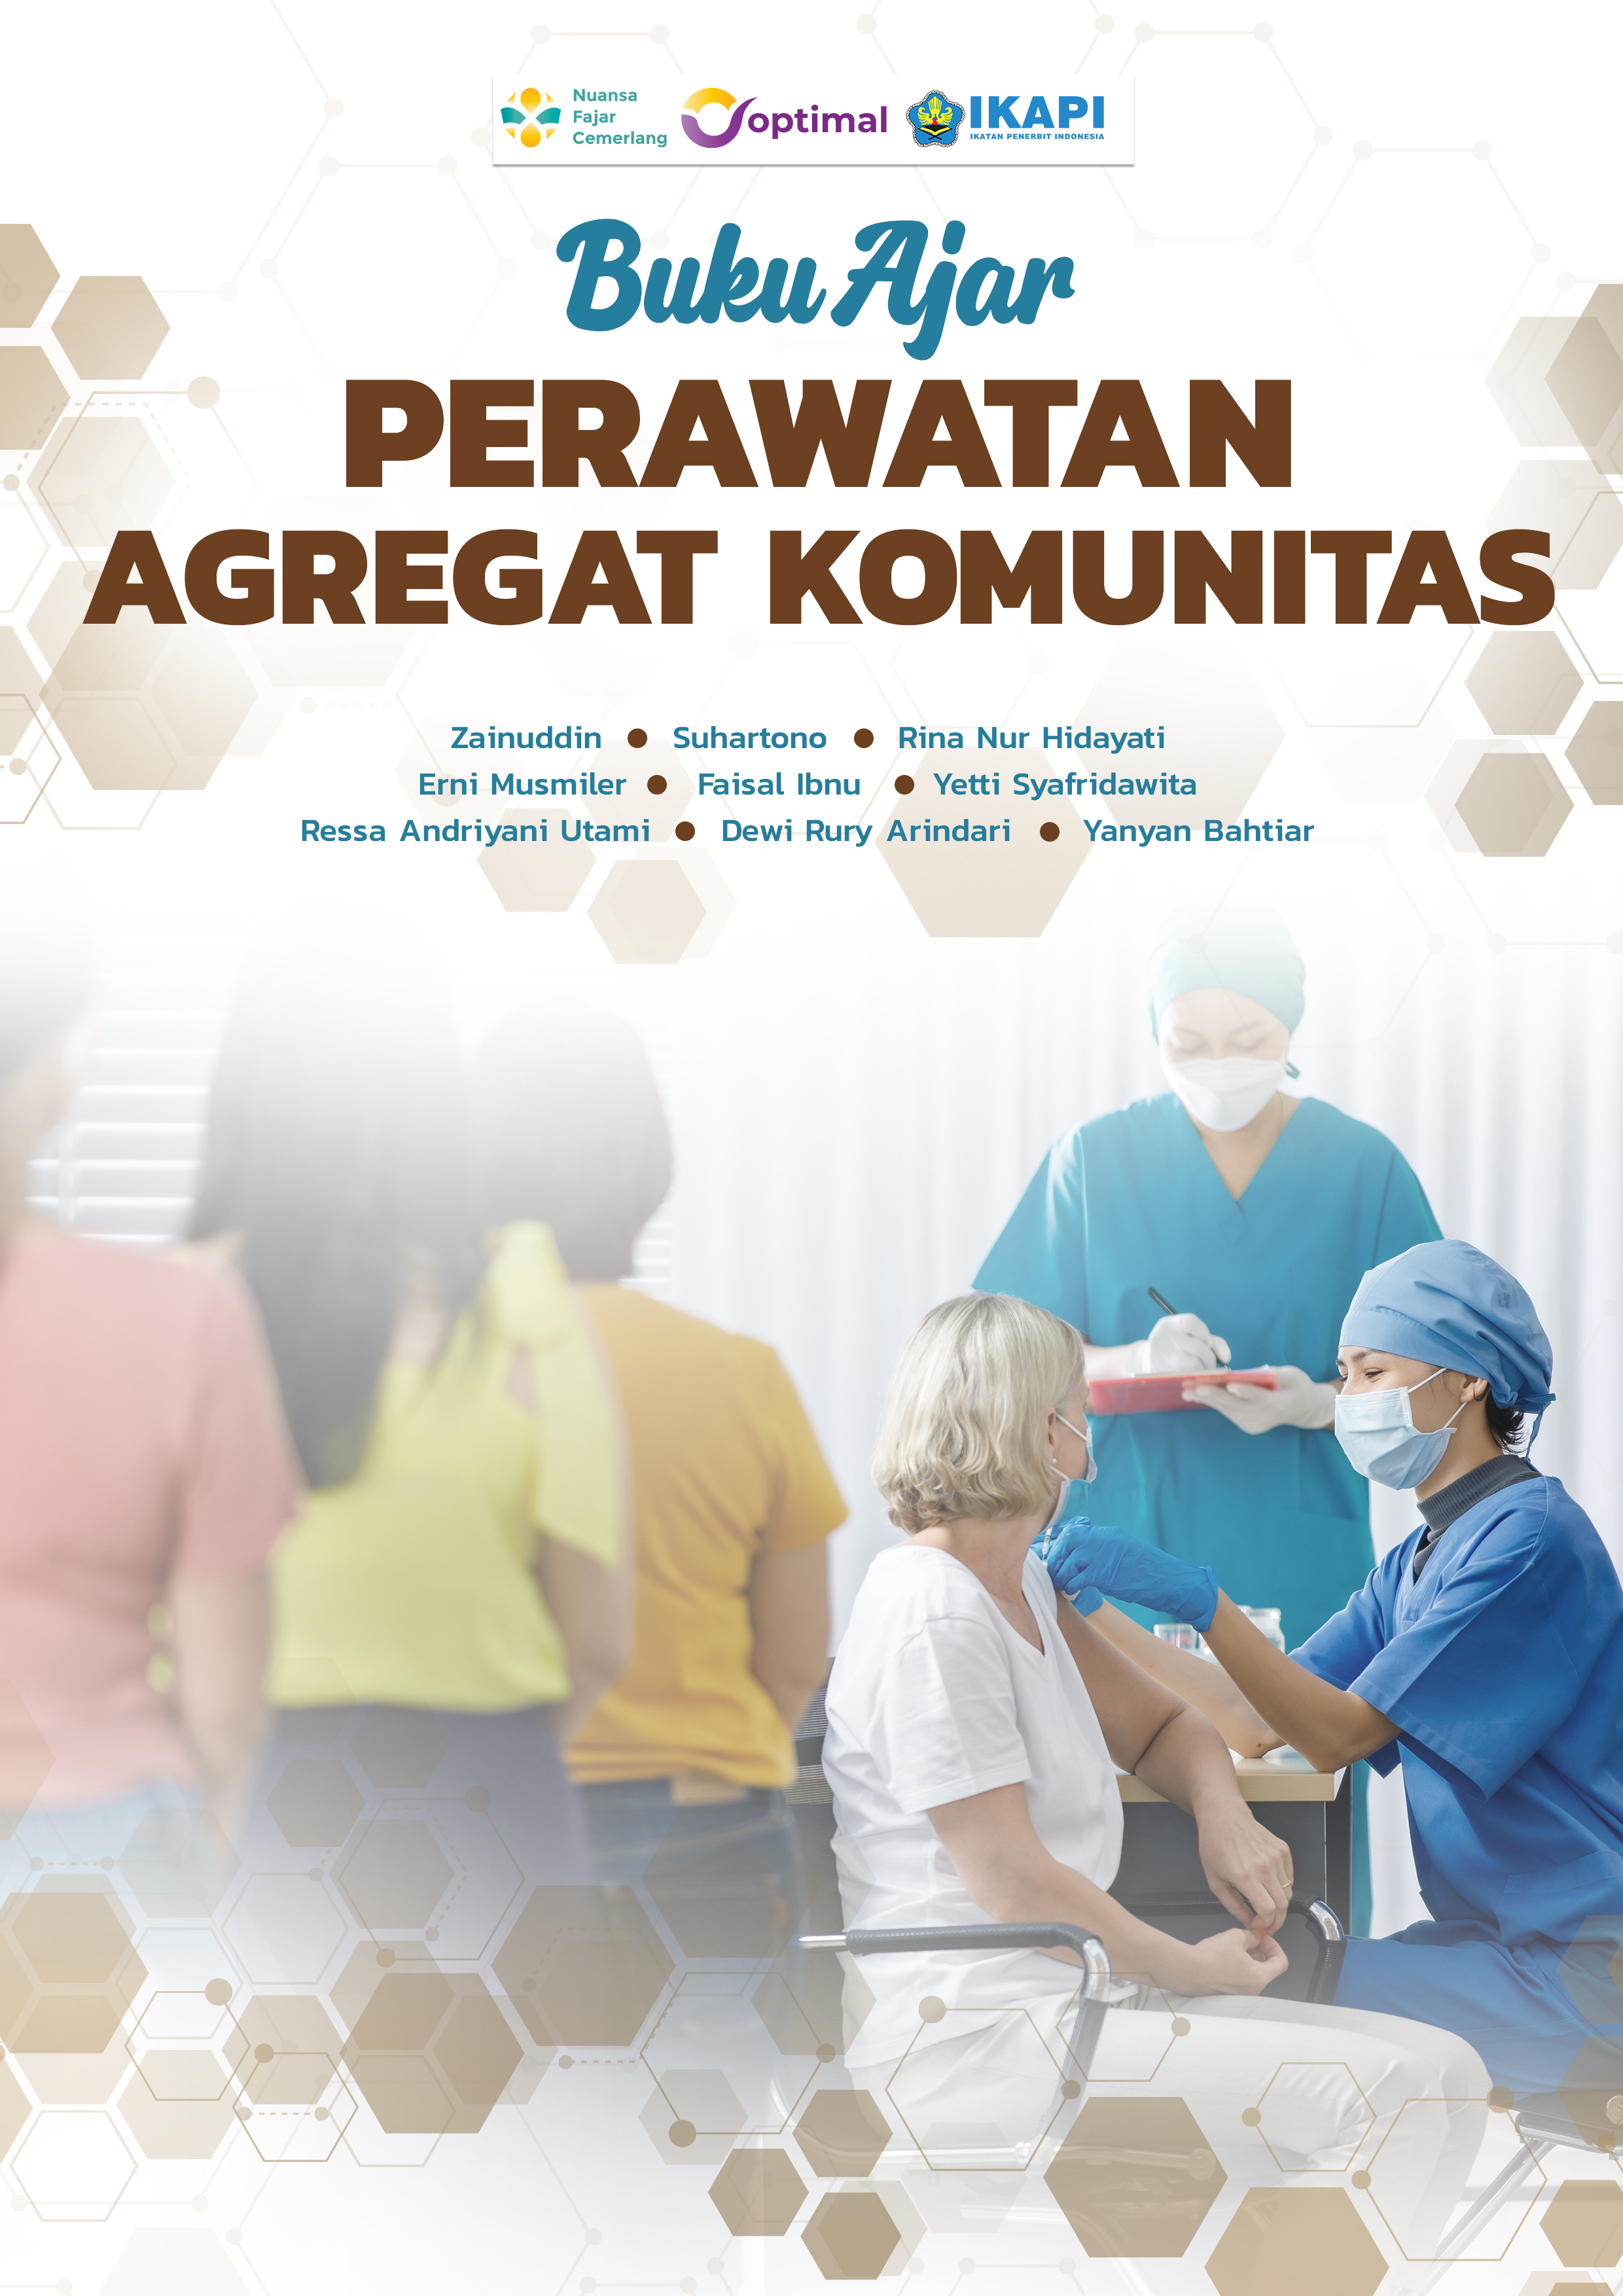 Nuansa
Fajar
Cemerlang
optimal
IKAPI
IKATAN PENERBIT INDONESIA
Buku Ajar
PERAWATAN
AGREGAT KOMUNITAS
Zainuddin ● Suhartono ● Rina Nur Hidayati
Erni Musmiler ● Faisal Ibnu ● Yetti Syafridawita
Ressa Andriyani Utami ● Dewi Rury Arindari ● Yanyan Bahtiar